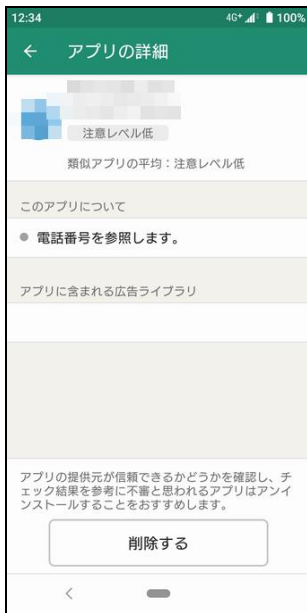 12:34
4G+ 100%
アプリの詳細
注意レベル低
類似アプリの平均：注意レベル低
このアプリについて
電話番号を参照します。
アプリに含まれる広告ライブラリ
アプリの提供元が信頼できるかどうかを確認し、チ
ェック結果を参考に不審と思われるアプリはアンイ
ンストールすることをおすすめします。
削除する